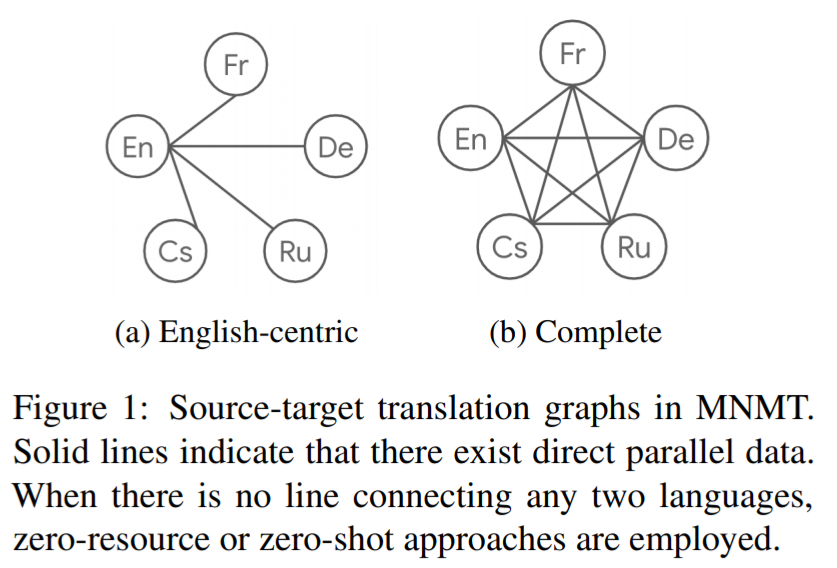 Fr
En
De
Cs
Ru
(a) English-centric
Fr
En
De
Cs
Ru
(b) Complete
Figure 1: Source-target translation graphs in MNMT.
Solid lines indicate that there exist direct parallel data.
When there is no line connecting any two languages,
zero-resource or zero-shot approaches are employed.